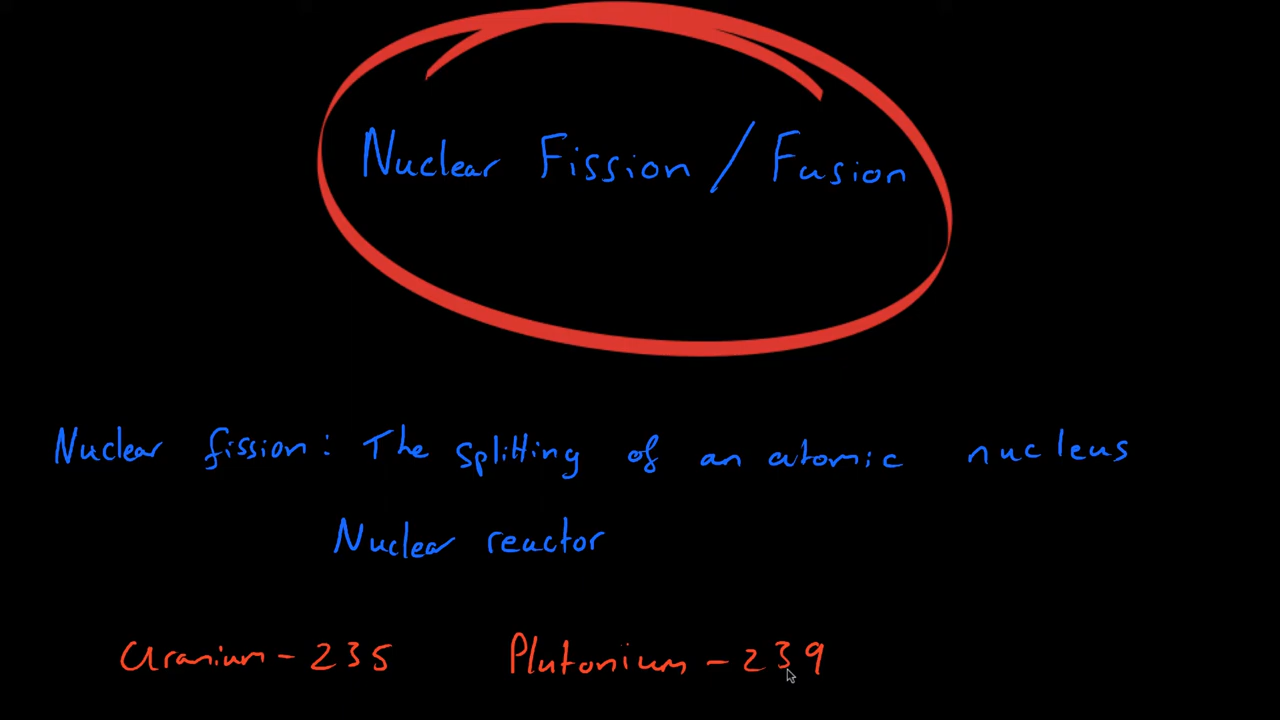 Nuclear Fission / Fusion
Nuclear fission: The splitting of an atomic nucleus
Nuclear reactor
Uranium - 235 Plutonium - 239